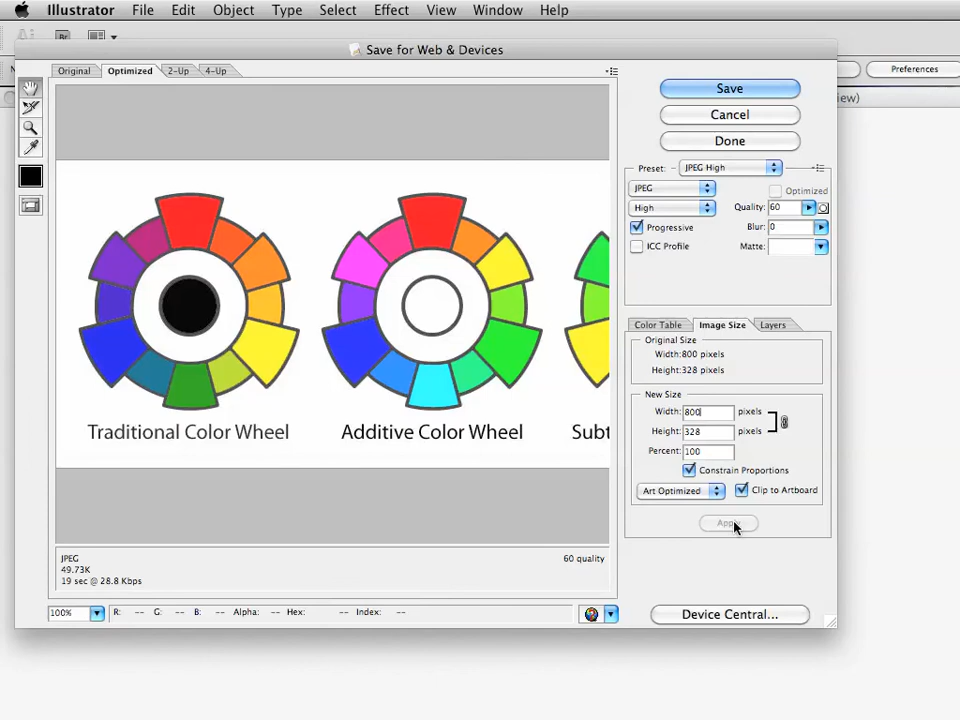 Illustrator File Edit Object Type Select Effect View Window Help
Br
Preferences
Save for Web & Devices
Original Optimized 2-Up 4-Up
iew)
Save
Cancel
Done
Preset: JPEG High
JPEG
Optimized
High
Quality: 60
Progressive
Blur: 0
ICC Profile
Matte:
Color Table Image Size Layers
Original Size
Width:800 pixels
Height:328 pixels
New Size
Width: 800 pixels
Height: 328 pixels
Percent: 100
Constrain Proportions
Art Optimized
Clip to Artboard
Apply
Traditional Color Wheel
Additive Color Wheel
Subt
JPEG
60 quality
49.73K
19 sec @ 28.8 Kbps
100% R: -- G: -- B: -- Alpha: -- Hex: -- Index: --
Device Central...